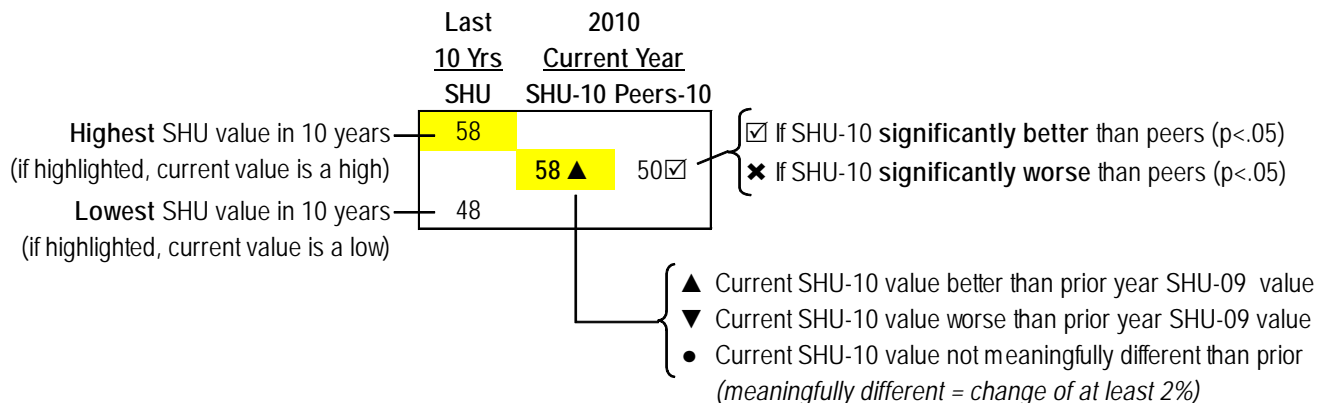 Last 2010
10 Yrs Current Year
SHU SHU-10 Peers-10
Highest SHU value in 10 years 58
☑ If SHU-10 significantly better than peers (p<.05)
(if highlighted, current value is a high) 58 ▲ 50☑
✖ If SHU-10 significantly worse than peers (p<.05)
Lowest SHU value in 10 years 48
(if highlighted, current value is a low)
▲ Current SHU-10 value better than prior year SHU-09 value
▼ Current SHU-10 value worse than prior year SHU-09 value
● Current SHU-10 value not meaningfully different than prior
(meaningfully different = change of at least 2%)